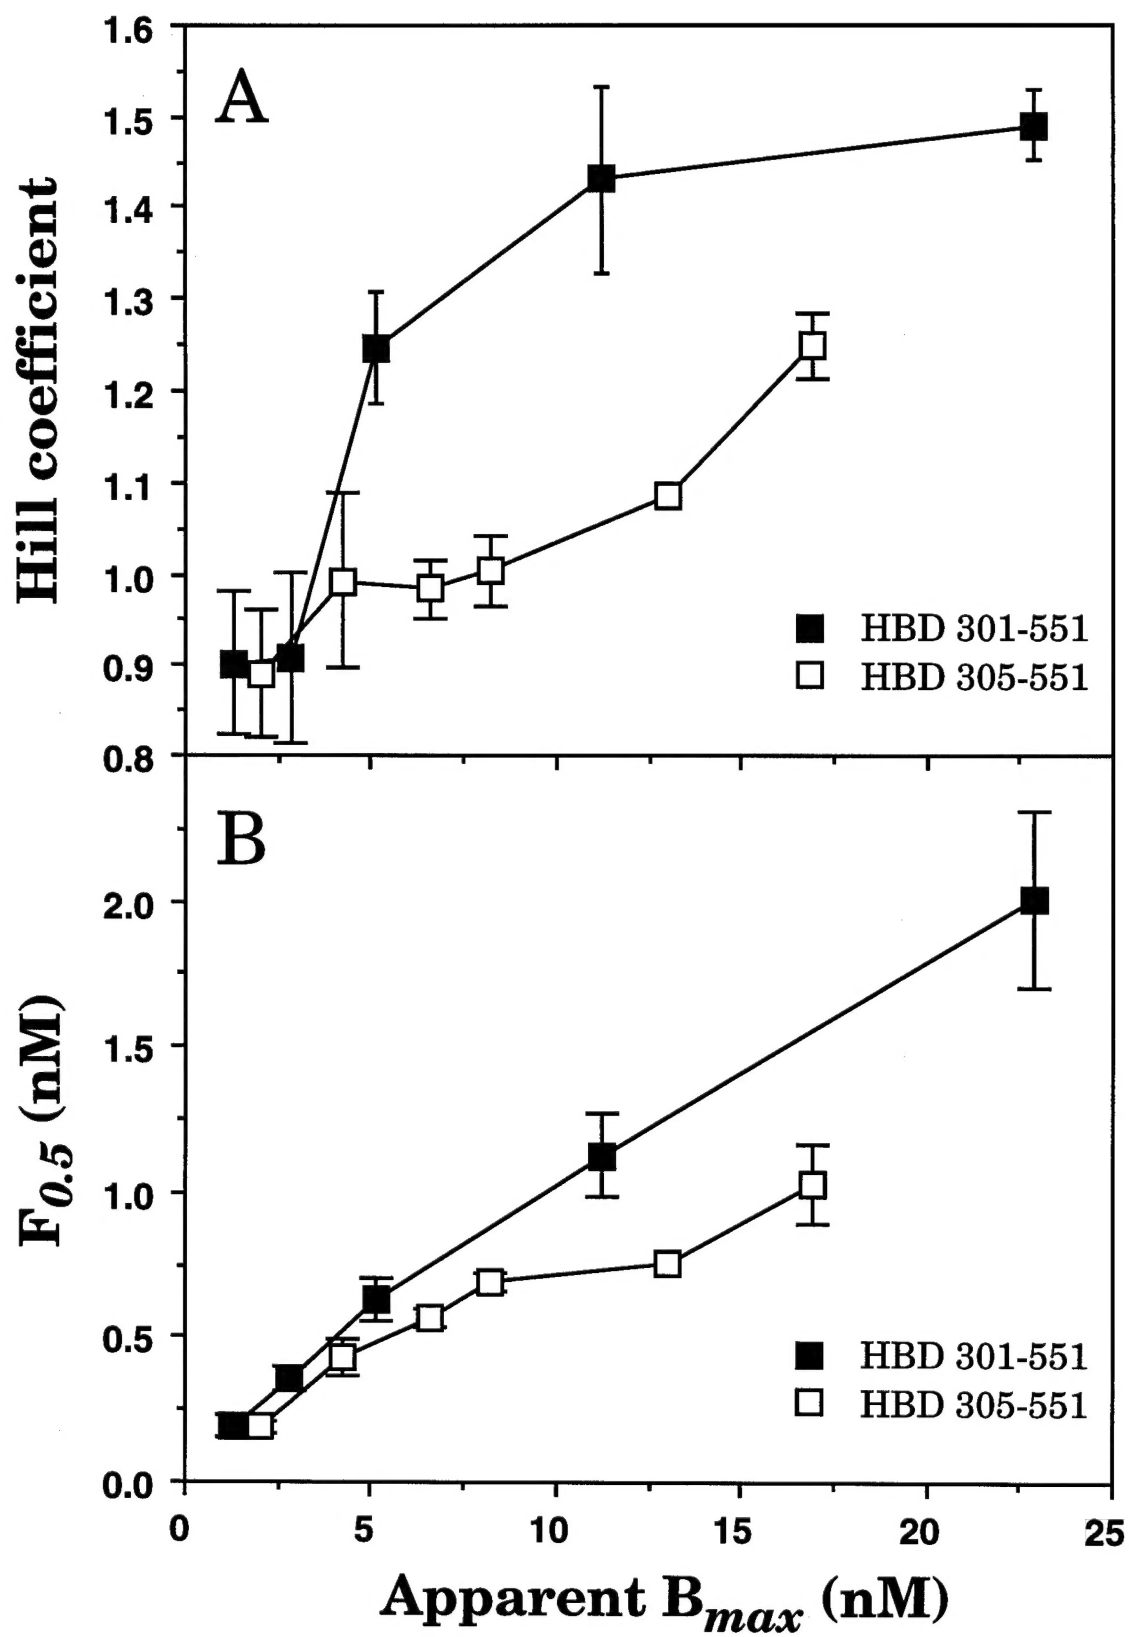 A
Hill coefficient
1.6
1.5
1.4
1.3
1.2
1.1
1.0
0.9
0.8
HBD 301-551
HBD 305-551
B
F0.5 (nM)
2.0
1.5
1.0
0.5
0.0
HBD 301-551
HBD 305-551
0 5 10 15 20 25
Apparent Bmax (nM)